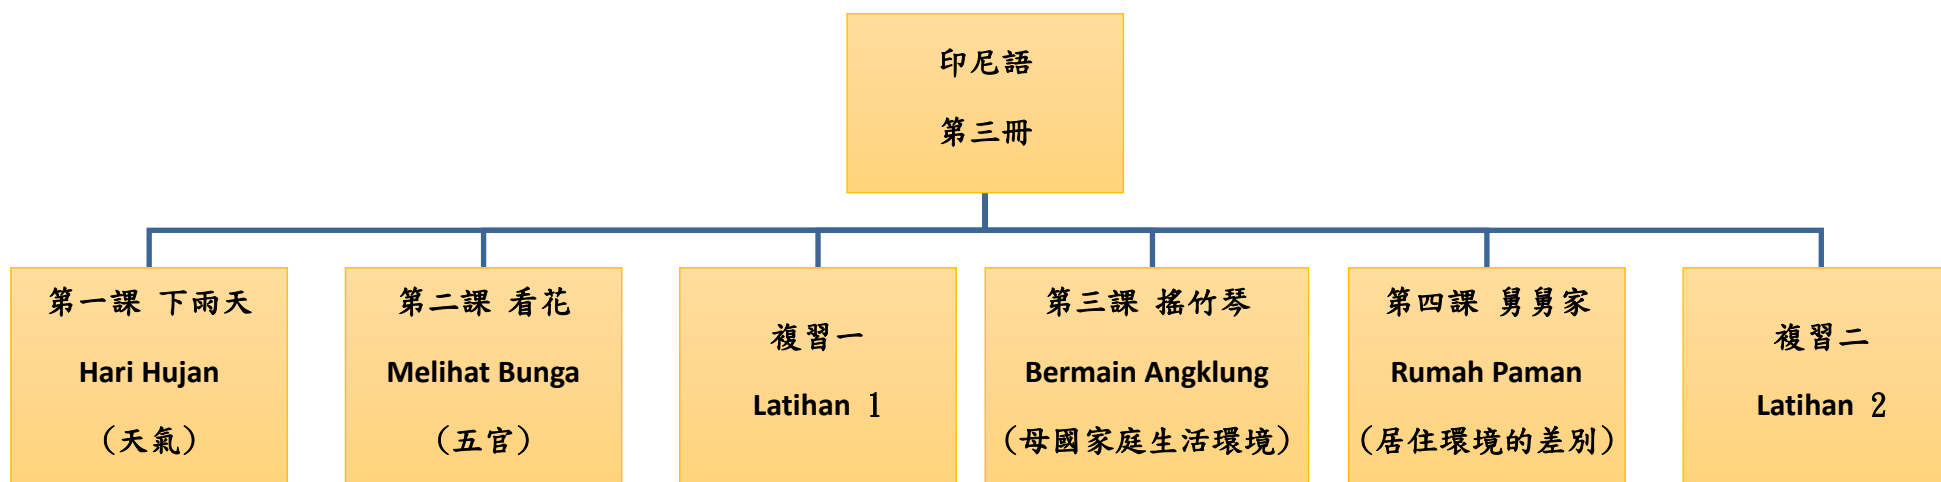 印尼語
第三冊
第一課 下雨天
Hari Hujan
(天氣)
第二課 看花
Melihat Bunga
(五官)
複習一
Latihan 1
第三課 搖竹琴
Bermain Angklung
(母國家庭生活環境)
第四課 舅舅家
Rumah Paman
(居住環境的差別)
複習二
Latihan 2